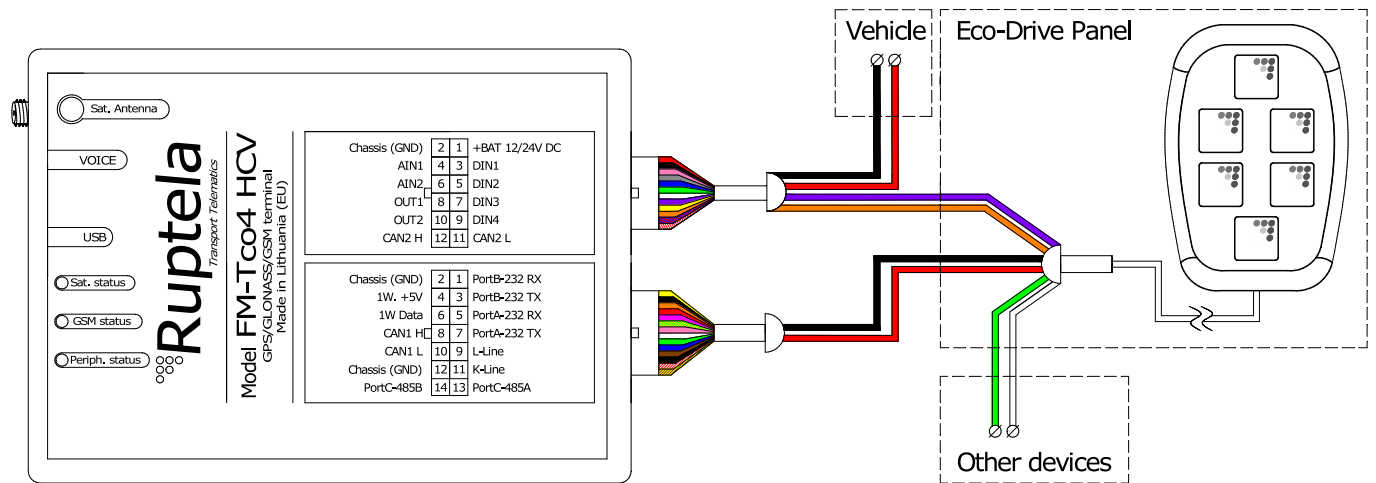 Vehicle
Eco-Drive Panel
Sat. Antenna
VOICE
USB
Sat. status
GSM status
Periph. status
Ruptela
Transport Telematics
Model FM-Tco4 HCV
GPS/GLONASS/GSM terminal
Made in Lithuania (EU)
Chassis (GND) 2 1 +BAT 12/24V DC
AIN1 4 3 DIN1
AIN2 6 5 DIN2
OUT1 8 7 DIN3
OUT2 10 9 DIN4
CAN2 H 12 11 CAN2 L
Chassis (GND) 2 1 PortB-232 RX
1W. +5V 4 3 PortB-232 TX
1W Data 6 5 PortA-232 RX
CAN1 H 8 7 PortA-232 TX
CAN1 L 10 9 L-Line
Chassis (GND) 12 11 K-Line
PortC-485B 14 13 PortC-485A
Other devices